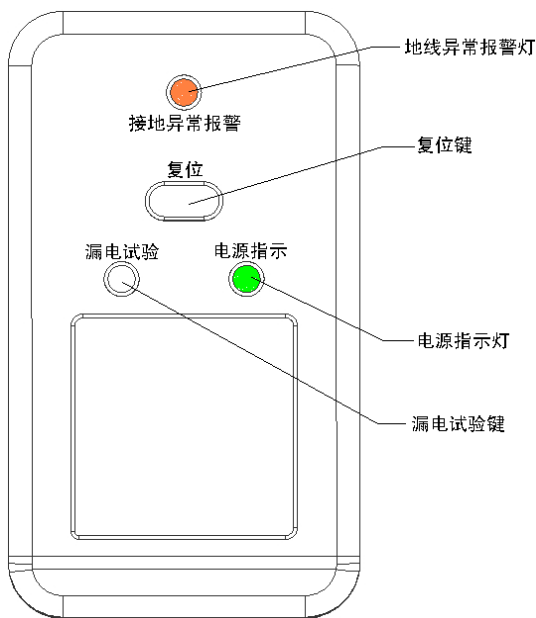 地线异常报警灯
接地异常报警
复位键
复位
漏电试验
电源指示
电源指示灯
漏电试验键